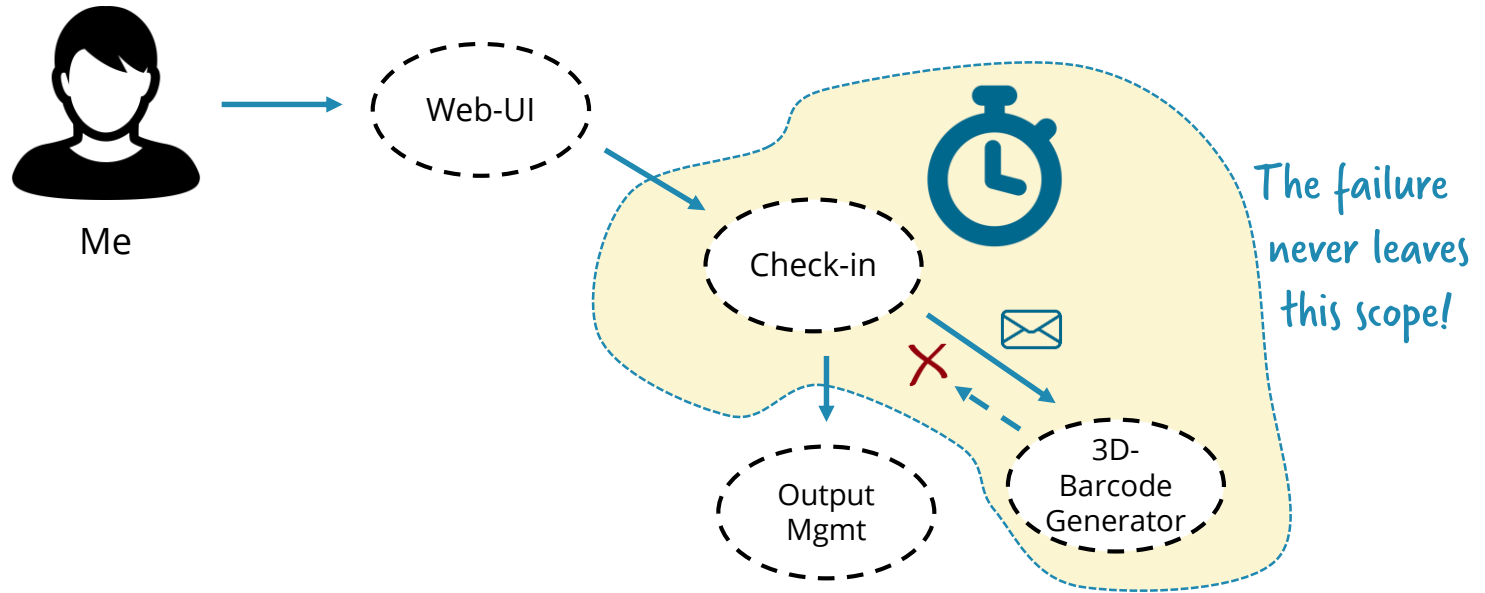 Me
Web-UI
Check-in
The failure
never leaves
this scope!
Output
Mgmt
3D-
Barcode
Generator